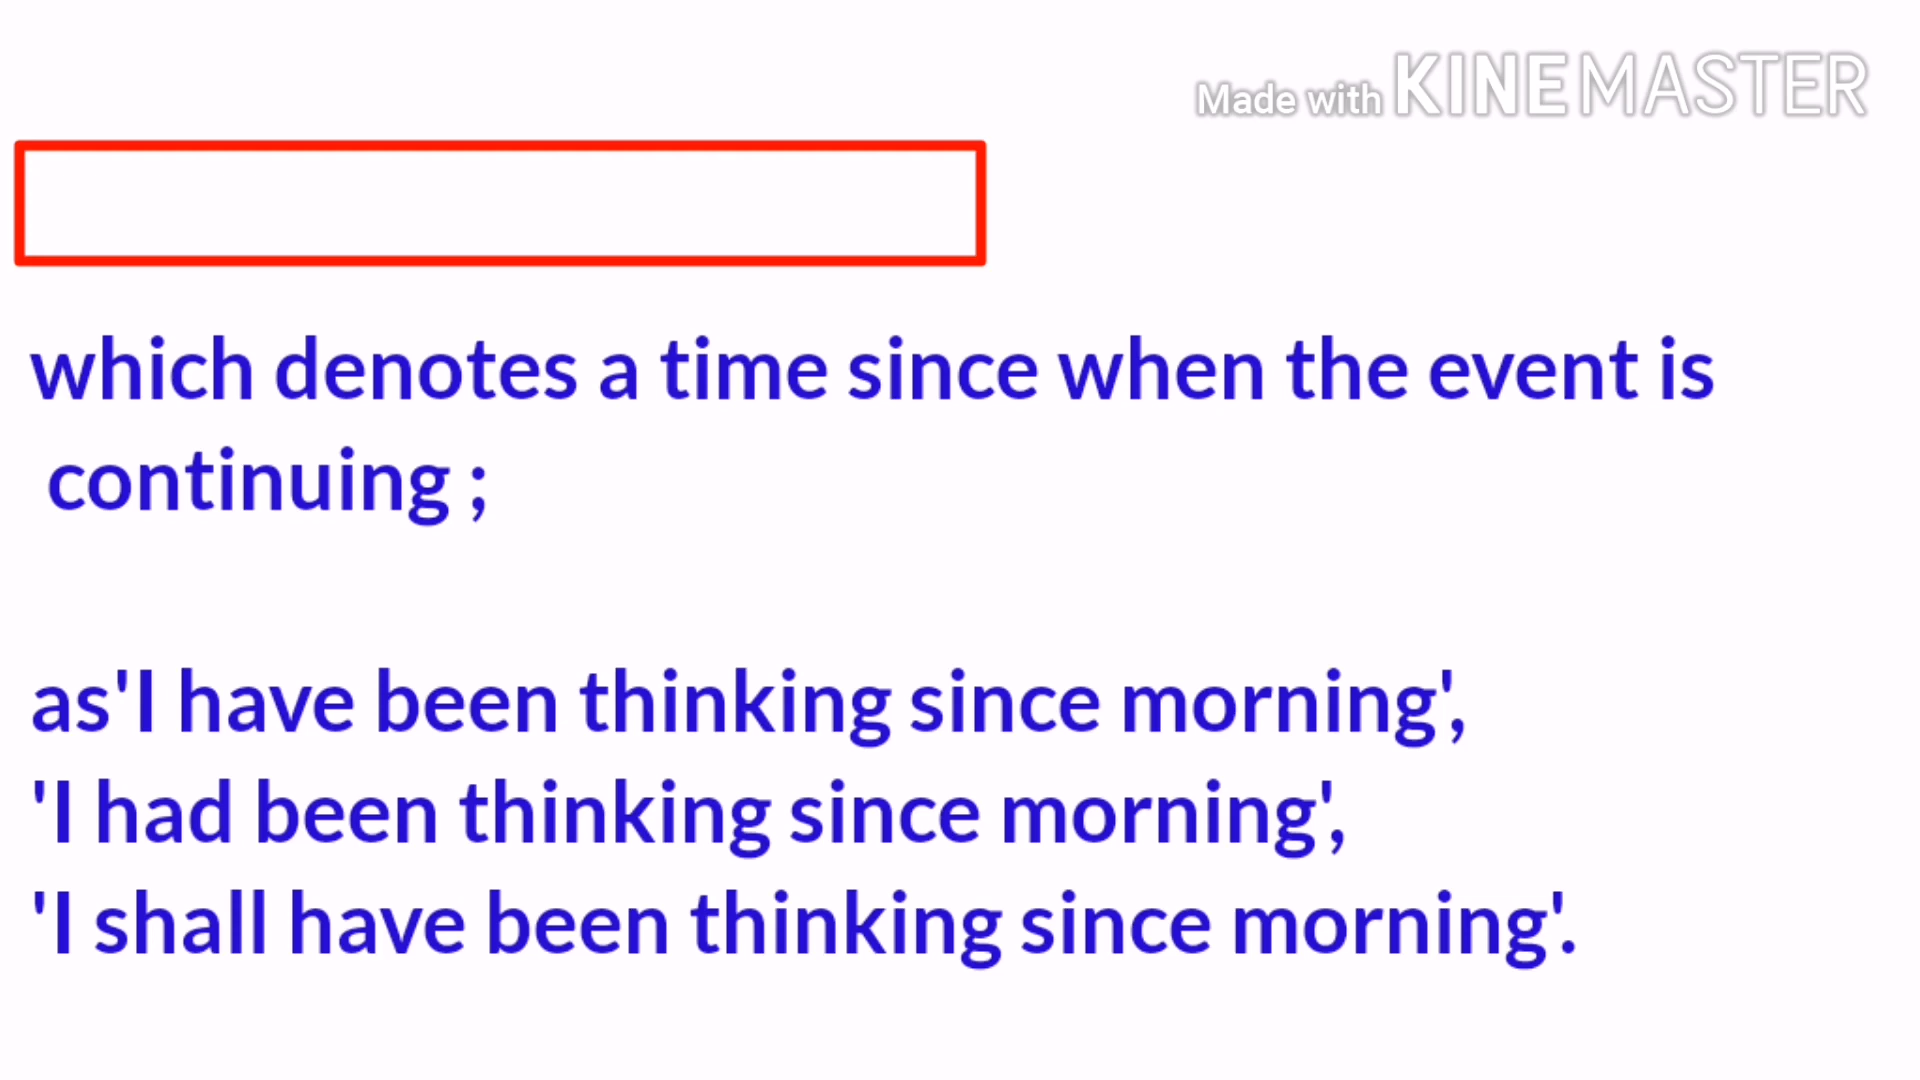 Made with KINEMASTER
which denotes a time since when the event is
continuing ;
as'I have been thinking since morning',
'I had been thinking since morning',
'I shall have been thinking since morning'.